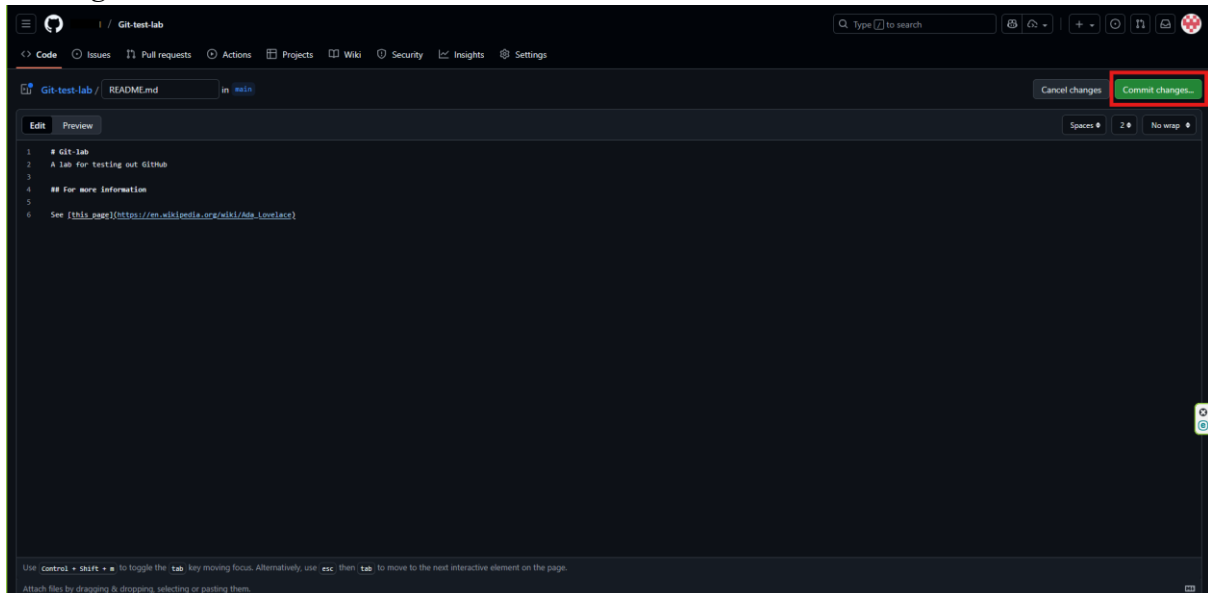 / Git-test-lab
Type / to search
Code Issues Pull requests Actions Projects Wiki Security Insights Settings
Git-test-lab / README.md in main
Cancel changes Commit changes...
Edit Preview
Spaces 2 No wrap
1 # Git-lab
2 A lab for testing out GitHub
3
4 ## For more information
5
6 See [this page](https://en.wikipedia.org/wiki/Ada_Lovelace)
Use Control + Shift + m to toggle the tab key moving focus. Alternatively, use esc then tab to move to the next interactive element on the page.
Attach files by dragging & dropping, selecting or pasting them.